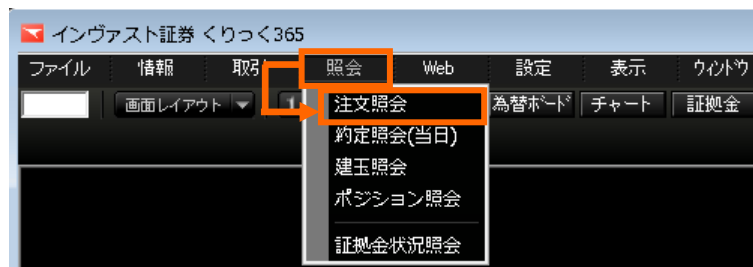 インヴァスト証券 くりっく365
ファイル 情報 取引 照会 Web 設定 表示 ウィンドウ
画面レイアウト 1 為替ボード チャート 証拠金
注文照会
約定照会(当日)
建玉照会
ポジション照会
証拠金状況照会